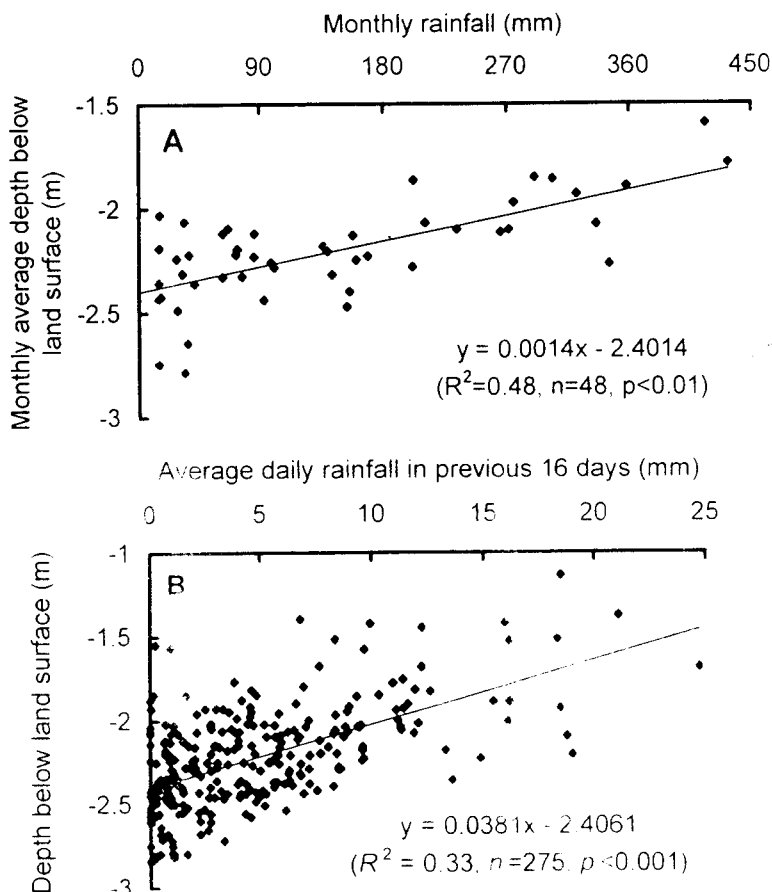 Monthly rainfall (mm)
0 90 180 270 360 450
-1.5
A
-2
-2.5
-3
Monthly average depth below
land surface (m)
y = 0.0014x - 2.4014
(R²=0.48, n=48, p<0.01)
Average daily rainfall in previous 16 days (mm)
0 5 10 15 20 25
-1
B
-1.5
-2
-2.5
-3
Depth below land surface (m)
y = 0.0381x - 2.4061
(R² = 0.33, n=275, p<0.001)